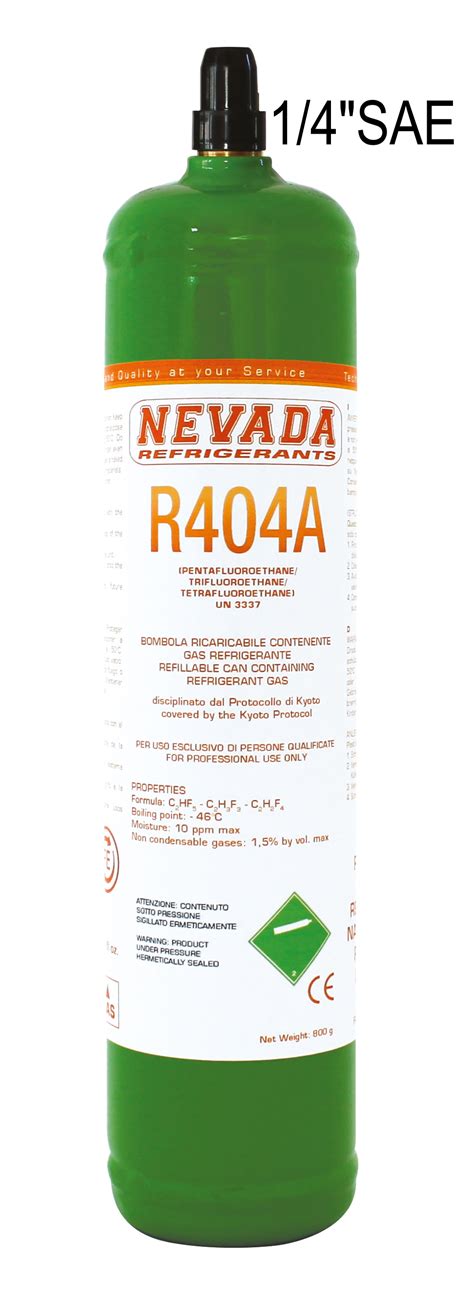 1/4"SAE
and Quality at your Service
NEVADA
REFRIGERANTS
R404A
(PENTAFLUOROETHANE/
TRIFLUOROETHANE/
TETRAFLUOROETHANE)
UN 3337
BOMBOLA RICARICABILE CONTENENTE
GAS REFRIGERANTE
REFILLABLE CAN CONTAINING
REFRIGERANT GAS
disciplinato dal Protocollo di Kyoto
covered by the Kyoto Protocol
PER USO ESCLUSIVO DI PERSONE QUALIFICATE
FOR PROFESSIONAL USE ONLY
PROPERTIES
Formula: C₂HF₅ - C₂H₃F₃ - C₂H₂F₄
Boiling point: - 46°C
Moisture: 10 ppm max
Non condensable gases: 1,5% by vol. max
ATTENZIONE: CONTENUTO
SOTTO PRESSIONE
SIGILLATO ERMETICAMENTE
WARNING: PRODUCT
UNDER PRESSURE
HERMETICALLY SEALED
2
CE
Net Weight: 800 g